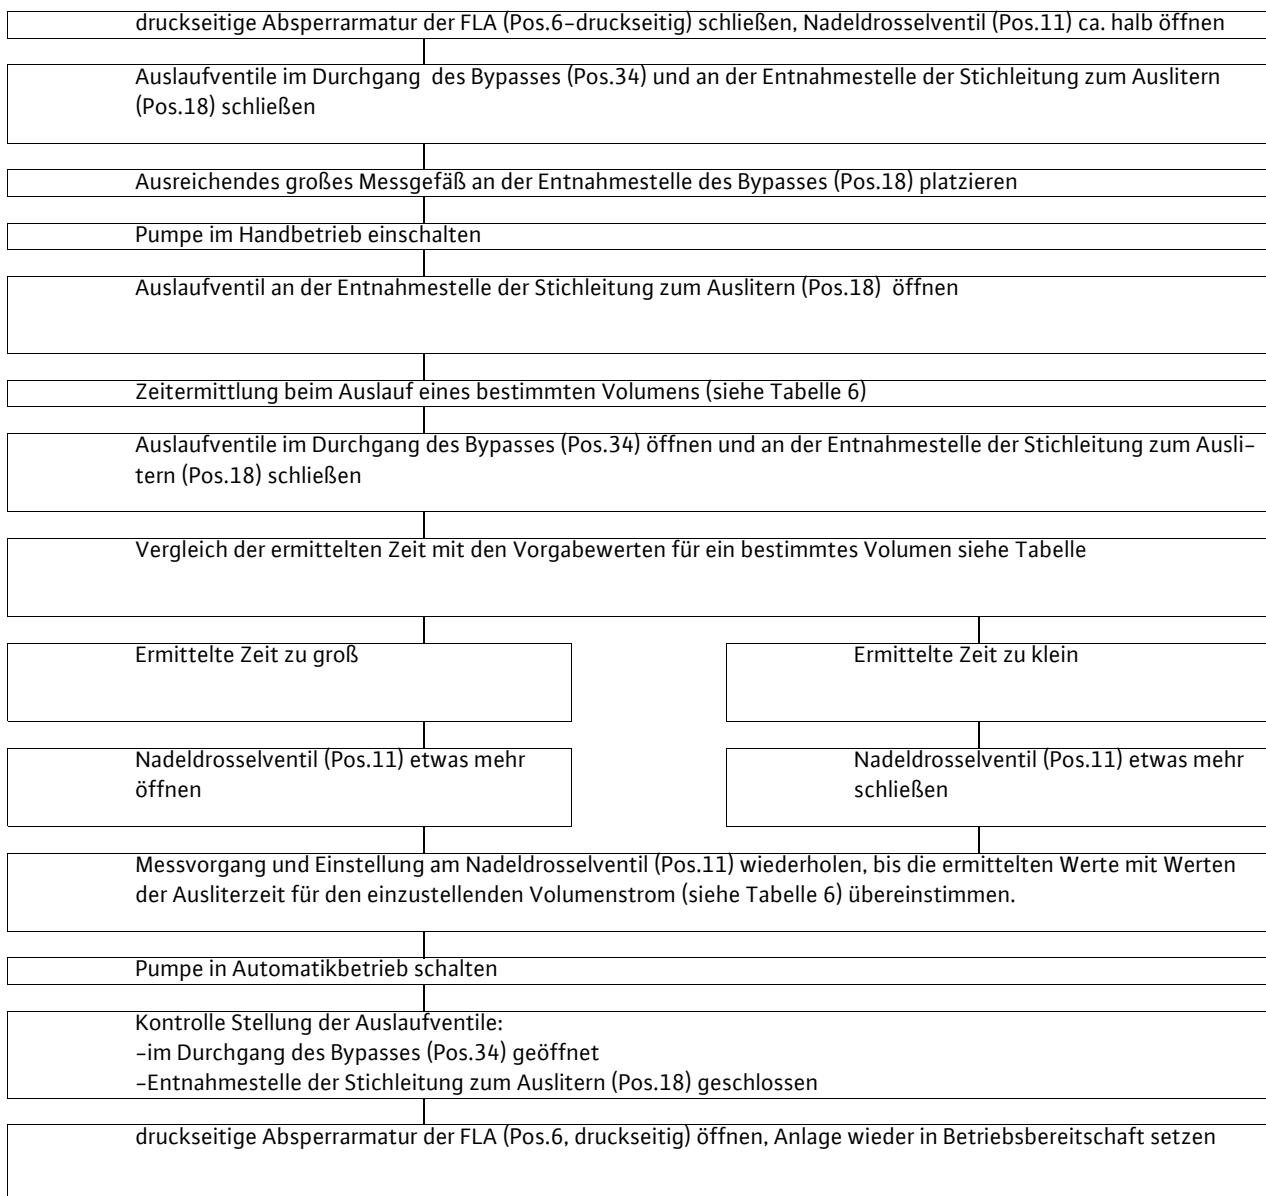 druckseitige Absperrarmatur der FLA (Pos.6-druckseitig) schließen, Nadeldrosselventil (Pos.11) ca. halb öffnen
Auslaufventile im Durchgang  des Bypasses (Pos.34) und an der Entnahmestelle der Stichleitung zum Auslitern
(Pos.18) schließen
Ausreichendes großes Messgefäß an der Entnahmestelle des Bypasses (Pos.18) platzieren
Pumpe im Handbetrieb einschalten
Auslaufventil an der Entnahmestelle der Stichleitung zum Auslitern (Pos.18)  öffnen
Zeitermittlung beim Auslauf eines bestimmten Volumens (siehe Tabelle 6)
Auslaufventile im Durchgang des Bypasses (Pos.34) öffnen und an der Entnahmestelle der Stichleitung zum Ausli-
tern (Pos.18) schließen
Vergleich der ermittelten Zeit mit den Vorgabewerten für ein bestimmtes Volumen siehe Tabelle
Ermittelte Zeit zu groß
Ermittelte Zeit zu klein
Nadeldrosselventil (Pos.11) etwas mehr
öffnen
Nadeldrosselventil (Pos.11) etwas mehr
schließen
Messvorgang und Einstellung am Nadeldrosselventil (Pos.11) wiederholen, bis die ermittelten Werte mit Werten
der Ausliterzeit für den einzustellenden Volumenstrom (siehe Tabelle 6) übereinstimmen.
Pumpe in Automatikbetrieb schalten
Kontrolle Stellung der Auslaufventile:
-im Durchgang des Bypasses (Pos.34) geöffnet
-Entnahmestelle der Stichleitung zum Auslitern (Pos.18) geschlossen
druckseitige Absperrarmatur der FLA (Pos.6, druckseitig) öffnen, Anlage wieder in Betriebsbereitschaft setzen